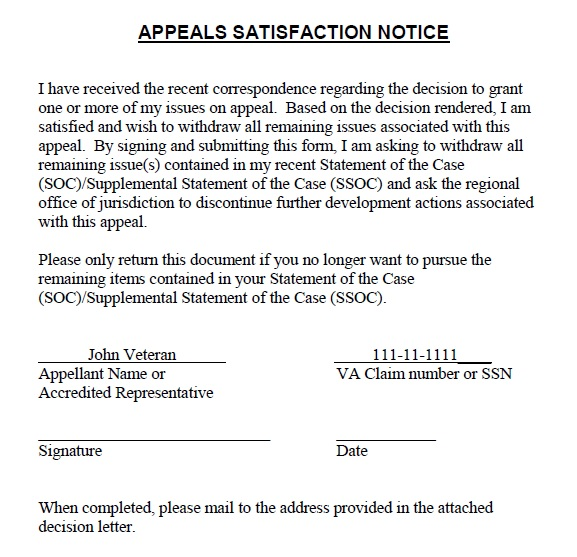 APPEALS SATISFACTION NOTICE
I have received the recent correspondence regarding the decision to grant
one or more of my issues on appeal.  Based on the decision rendered, I am
satisfied and wish to withdraw all remaining issues associated with this
appeal.  By signing and submitting this form, I am asking to withdraw all
remaining issue(s) contained in my recent Statement of the Case
(SOC)/Supplemental Statement of the Case (SSOC) and ask the regional
office of jurisdiction to discontinue further development actions associated
with this appeal.
Please only return this document if you no longer want to pursue the
remaining items contained in your Statement of the Case
(SOC)/Supplemental Statement of the Case (SSOC).
John Veteran 111-11-1111
Appellant Name or VA Claim number or SSN
Accredited Representative
Signature Date
When completed, please mail to the address provided in the attached
decision letter.